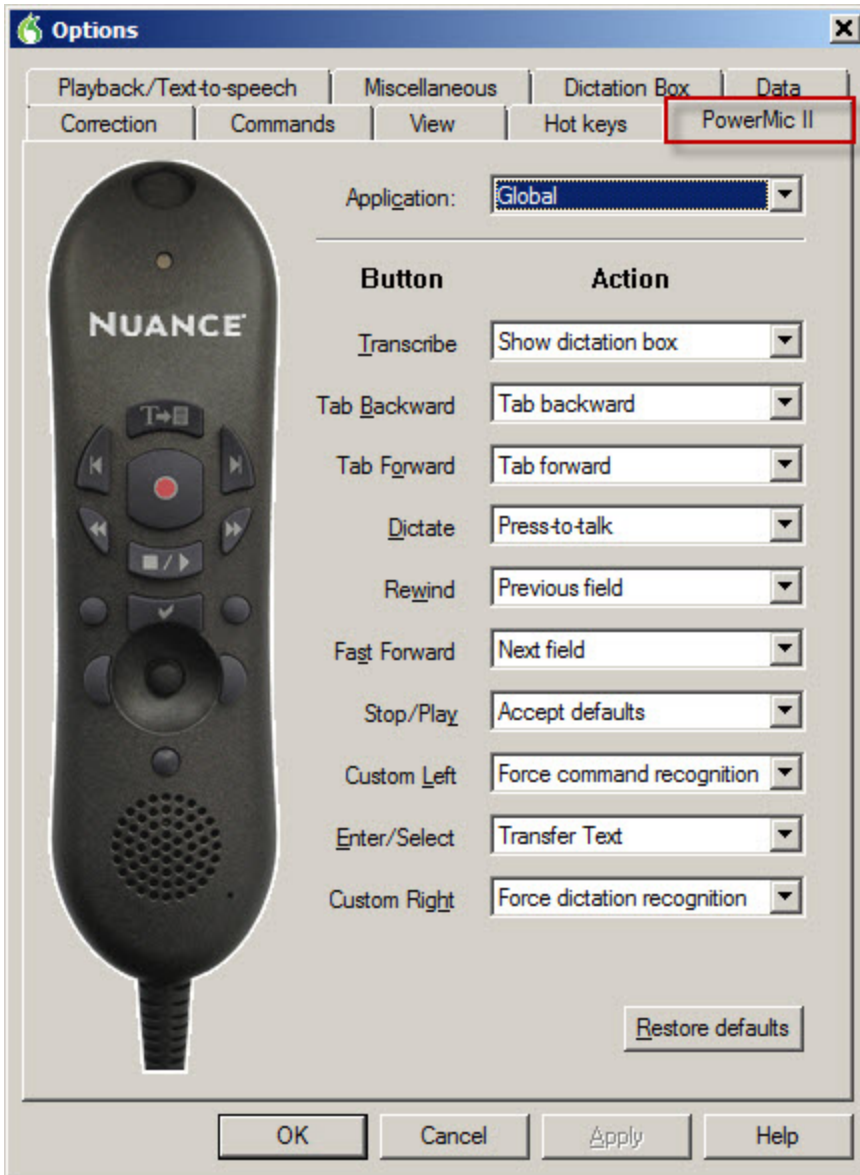 Options
Playback/Text-to-speech Miscellaneous Dictation Box Data
Correction Commands View Hot keys PowerMic II
Application: Global
Button Action
NUANCE
Transcribe Show dictation box
Tab Backward Tab backward
Tab Forward Tab forward
Dictate Press-to-talk
Rewind Previous field
Fast Forward Next field
Stop/Play Accept defaults
Custom Left Force command recognition
Enter/Select Transfer Text
Custom Right Force dictation recognition
Restore defaults
OK Cancel Apply Help